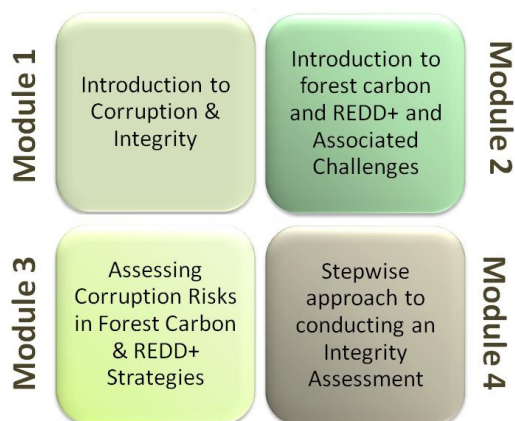 Module 1
Introduction to
Corruption &
Integrity
Introduction to
forest carbon
and REDD+ and
Associated
Challenges
Module 2
Module 3
Assessing
Corruption Risks
in Forest Carbon
& REDD+
Strategies
Stepwise
approach to
conducting an
Integrity
Assessment
Module 4